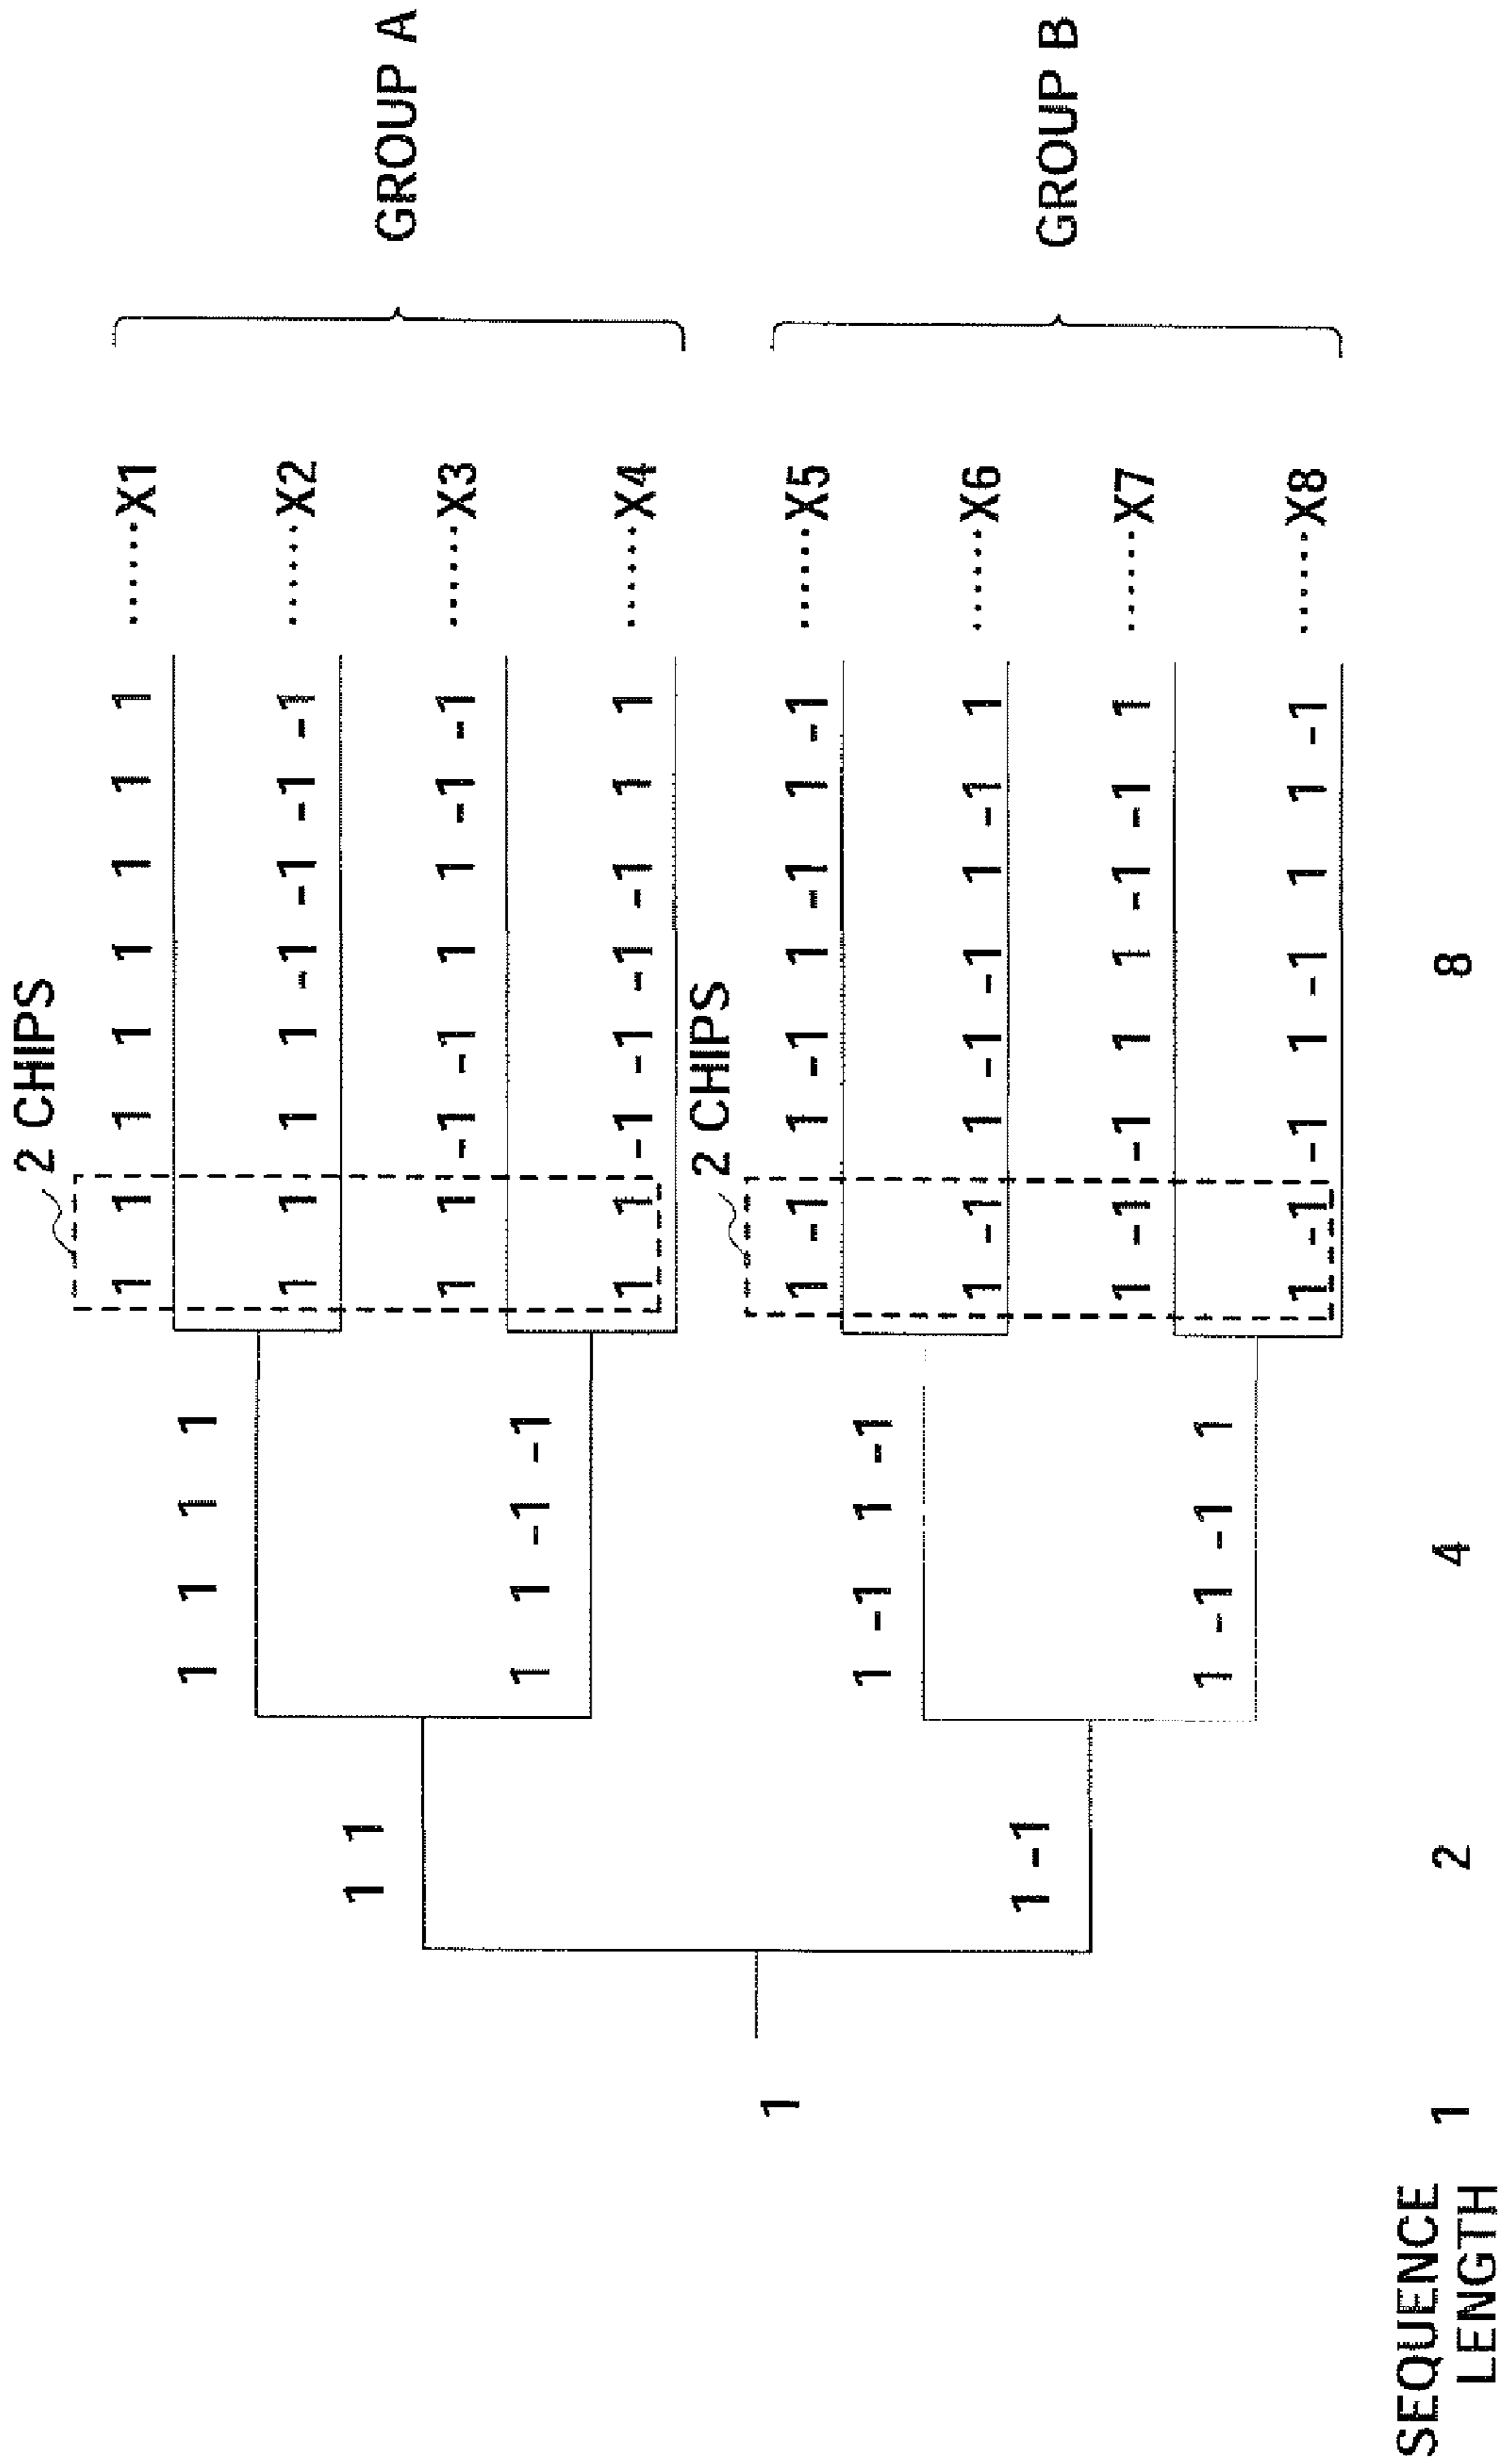 2 CHIPS
1 1 1 1 1 1 1 1 ······X1
1 1 1 1
1 1 1 1 -1 -1 -1 -1 ······X2
1 1
GROUP A
1 1 -1 -1 1 1 -1 -1 ······X3
1 1 -1 -1
1 1 -1 -1 -1 -1 1 1 ······X4
2 CHIPS
1
1 -1 1 -1 1 -1 1 -1 ······X5
1 -1 1 -1
1 -1 1 -1 -1 1 -1 1 ······X6
1 -1
GROUP B
1 -1 -1 1 1 -1 -1 1 ······X7
1 -1 -1 1
1 -1 -1 1 -1 1 1 -1 ······X8
SEQUENCE
LENGTH
1 2 4 8